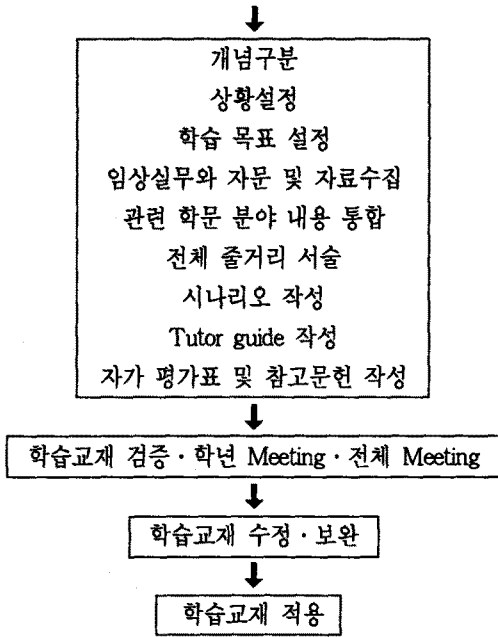 개념구분
상황설정
학습 목표 설정
임상실무와 자문 및 자료수집
관련 학문 분야 내용 통합
전체 줄거리 서술
시나리오 작성
Tutor guide 작성
자가 평가표 및 참고문헌 작성
학습교재 검증 · 학년 Meeting · 전체 Meeting
학습교재 수정 · 보완
학습교재 적용